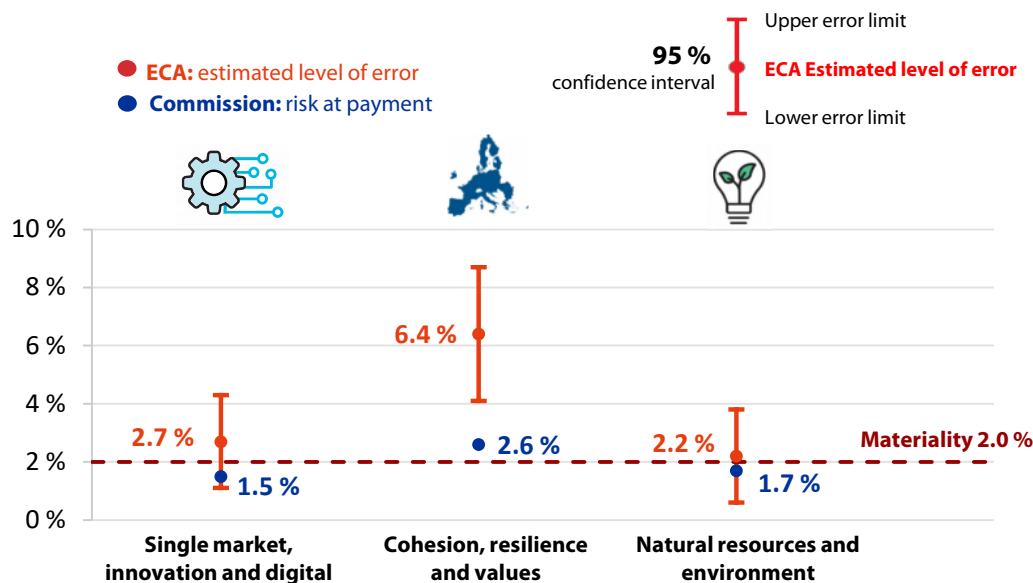 Upper error limit
ECA: estimated level of error
95 %
confidence interval
ECA Estimated level of error
Commission: risk at payment
Lower error limit
10 %
8 %
6 %
4 %
2 %
0 %
6.4 %
2.7 %
2.6 %
2.2 %
Materiality 2.0 %
1.5 %
1.7 %
Single market,
innovation and digital
Cohesion, resilience
and values
Natural resources and
environment